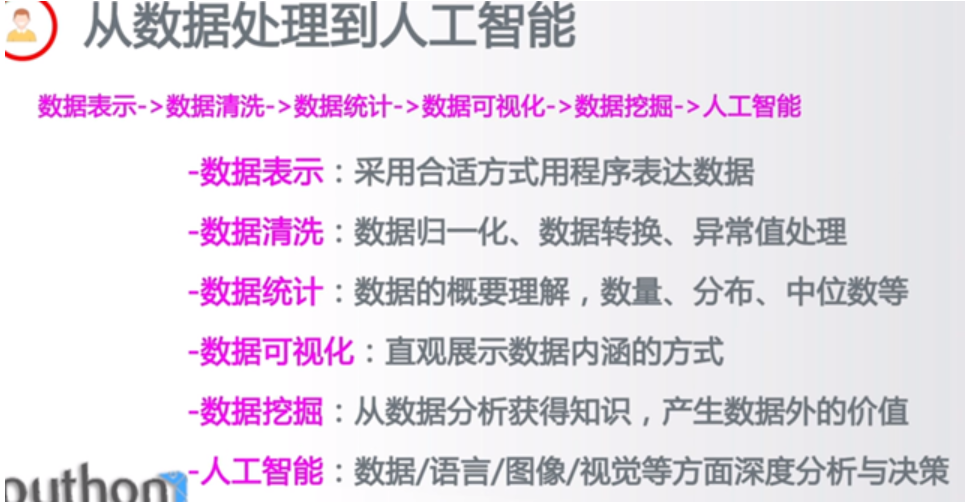 从数据处理到人工智能
数据表示->数据清洗->数据统计->数据可视化->数据挖掘->人工智能
-数据表示：采用合适方式用程序表达数据
-数据清洗：数据归一化、数据转换、异常值处理
-数据统计：数据的概要理解，数量、分布、中位数等
-数据可视化：直观展示数据内涵的方式
-数据挖掘：从数据分析获得知识，产生数据外的价值
-人工智能：数据/语言/图像/视觉等方面深度分析与决策
python